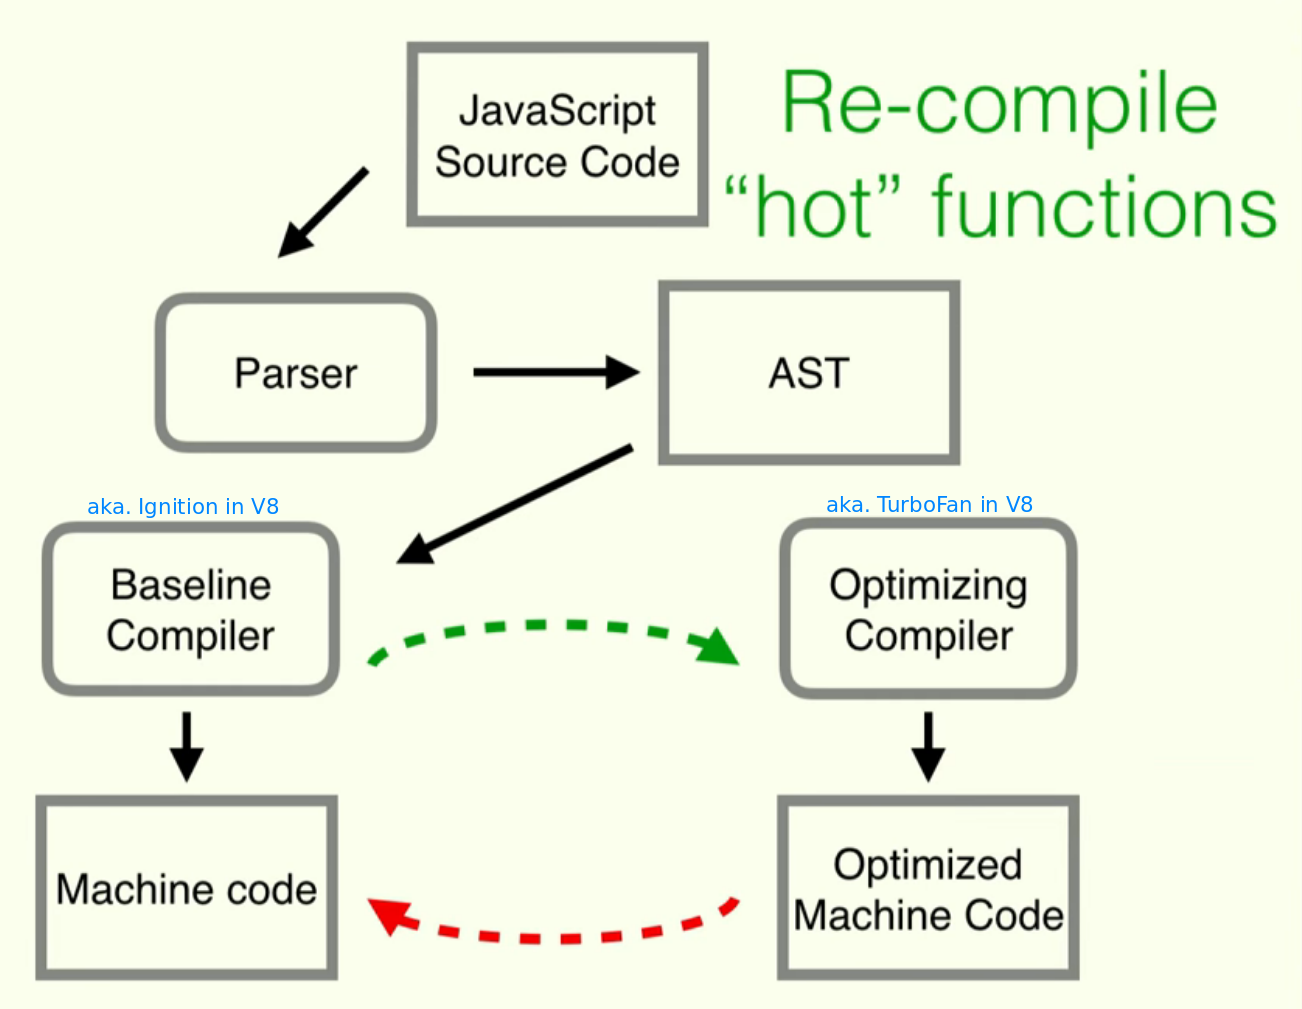 JavaScript
Source Code
Re-compile
“hot” functions
Parser
AST
aka. Ignition in V8
Baseline
Compiler
aka. TurboFan in V8
Optimizing
Compiler
Machine code
Optimized
Machine Code